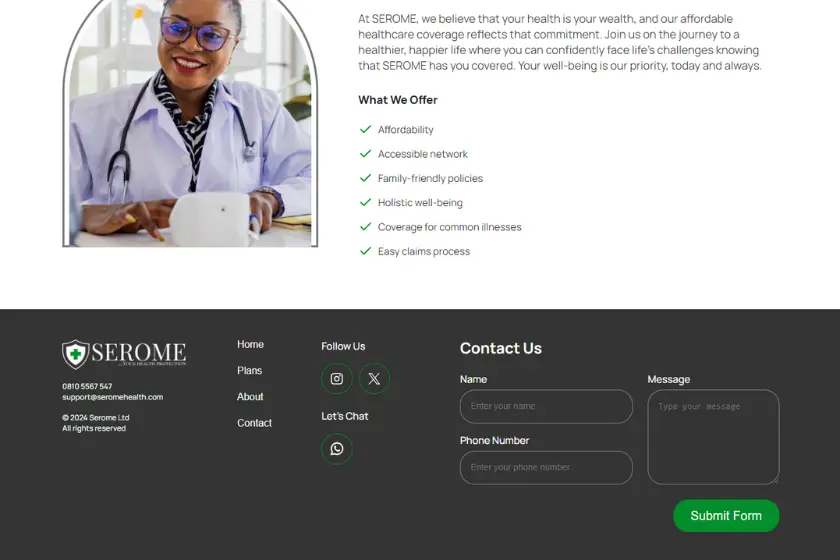 At SEROME, we believe that your health is your wealth, and our affordable
healthcare coverage reflects that commitment. Join us on the journey to a
healthier, happier life where you can confidently face life's challenges knowing
that SEROME has you covered. Your well-being is our priority, today and always.
What We Offer
Affordability
Accessible network
Family-friendly policies
Holistic well-being
Coverage for common illnesses
Easy claims process
SEROME
...YOUR HEALTH PROTECTION
0810 5567 547
support@seromehealth.com
© 2024 Serome Ltd
All rights reserved
Home
Plans
About
Contact
Follow Us
Let's Chat
Contact Us
Name
Enter your name
Phone Number
Enter your phone number
Message
Type your message
Submit Form